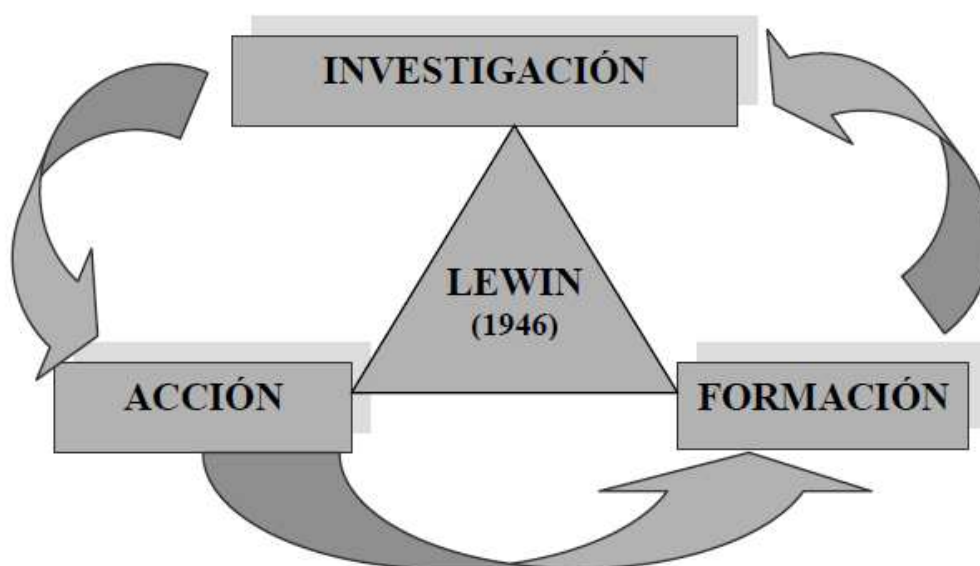 INVESTIGACIÓN
LEWIN
(1946)
ACCIÓN
FORMACIÓN